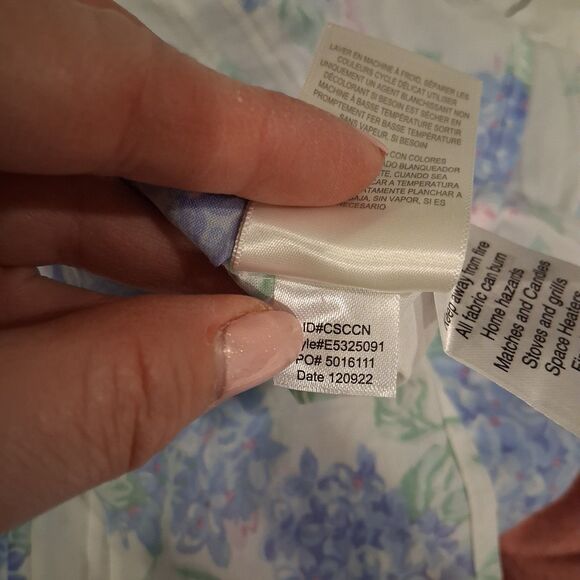 LAVER EN MACHINE À FROID, SÉPARER LES
COULEURS CYCLE DÉLICAT UTILISER
UNIQUEMENT UN AGENT BLANCHISSANT NON
DÉCOLORANT SI BESOIN EST SÉCHER EN
MACHINE À BASSE TEMPÉRATURE SORTIR
PROMPTEMENT FER BASSE TEMPÉRATURE
SANS VAPEUR, SI BESOIN
CON COLORES
BLANQUEADOR
CUANDO SEA
A TEMPERATURA
PLANCHAR A
SIN VAPOR, SI ES
NECESARIO
ID#CSCCN
yle#E5325091
PO# 5016111
Date 120922
away from fire
All fabric can burn
Home hazards
Matches and Candles
Stoves and grills
Space Heaters